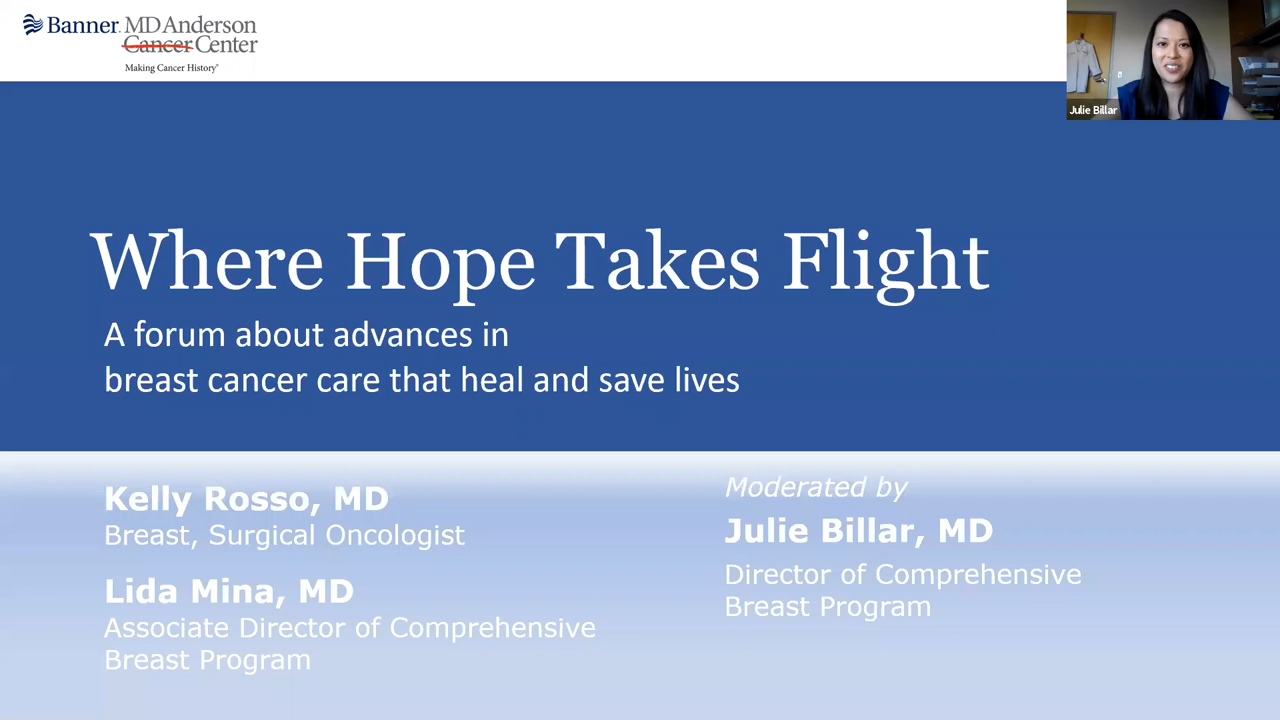 Banner MD Anderson
Cancer Center
Making Cancer History®
Julie Billar
Where Hope Takes Flight
A forum about advances in
breast cancer care that heal and save lives
Kelly Rosso, MD
Breast, Surgical Oncologist
Lida Mina, MD
Associate Director of Comprehensive
Breast Program
Moderated by
Julie Billar, MD
Director of Comprehensive
Breast Program